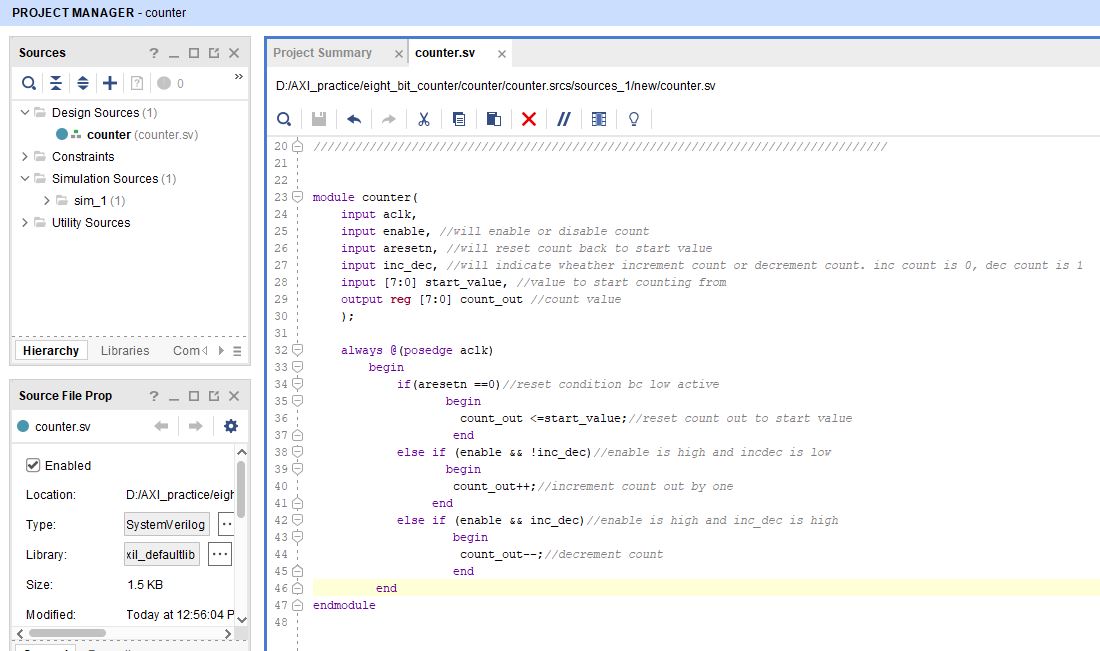 PROJECT MANAGER - counter
Sources
? _
»
0
Design Sources (1)
counter (counter.sv)
Constraints
Simulation Sources (1)
sim_1 (1)
Utility Sources
Hierarchy Libraries Com
Source File Prop
? _
counter.sv
Enabled
Location: D:/AXI_practice/eigh
Type: SystemVerilog ··
Library: xil_defaultlib ···
Size: 1.5 KB
Modified: Today at 12:56:04 P
Project Summary × counter.sv ×
D:/AXI_practice/eight_bit_counter/counter/counter.srcs/sources_1/new/counter.sv
20 //////////////////////////////////////////////////////////////////////////////////
21
22
23 module counter(
24 input aclk,
25 input enable, //will enable or disable count
26 input aresetn, //will reset count back to start value
27 input inc_dec, //will indicate wheather increment count or decrement count. inc count is 0, dec count is 1
28 input [7:0] start_value, //value to start counting from
29 output reg [7:0] count_out //count value
30 );
31
32 always @(posedge aclk)
33 begin
34 if(aresetn ==0)//reset condition bc low active
35 begin
36 count_out <=start_value;//reset count out to start value
37 end
38 else if (enable && !inc_dec)//enable is high and incdec is low
39 begin
40 count_out++;//increment count out by one
41 end
42 else if (enable && inc_dec)//enable is high and inc_dec is high
43 begin
44 count_out--;//decrement count
45 end
46 end
47 endmodule
48